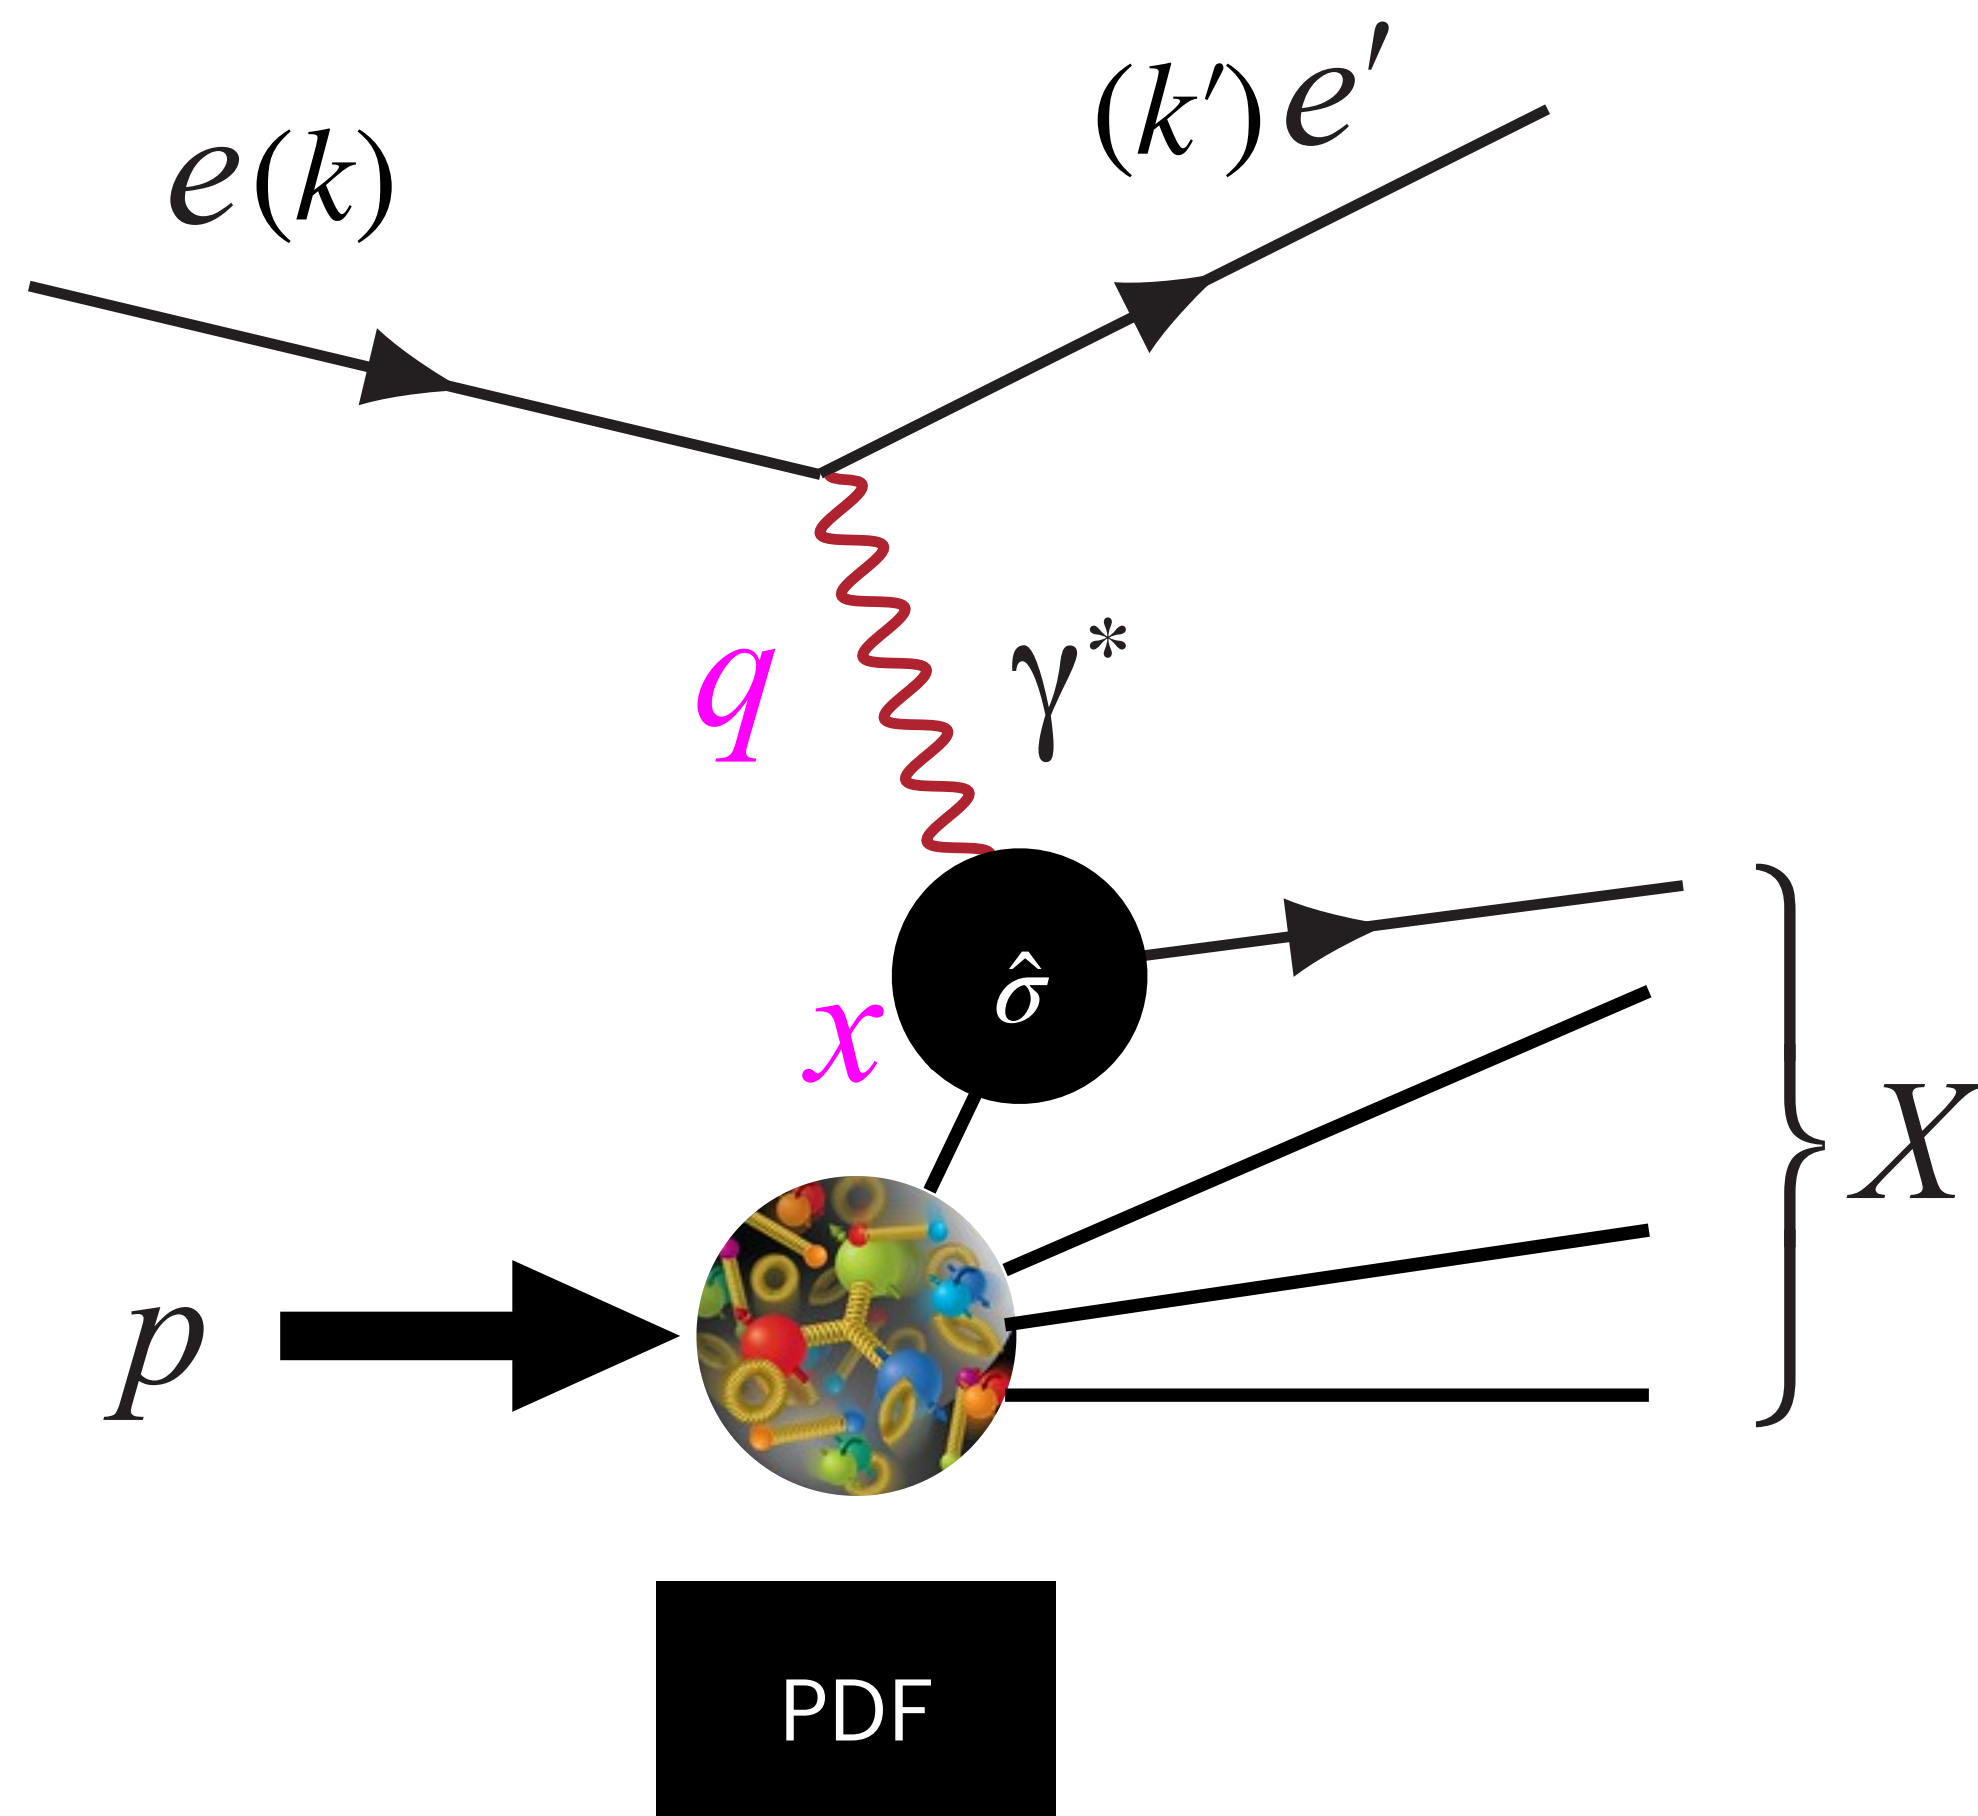 (k′) e′
e (k)
q
γ*
σ̂
x
X
p
PDF